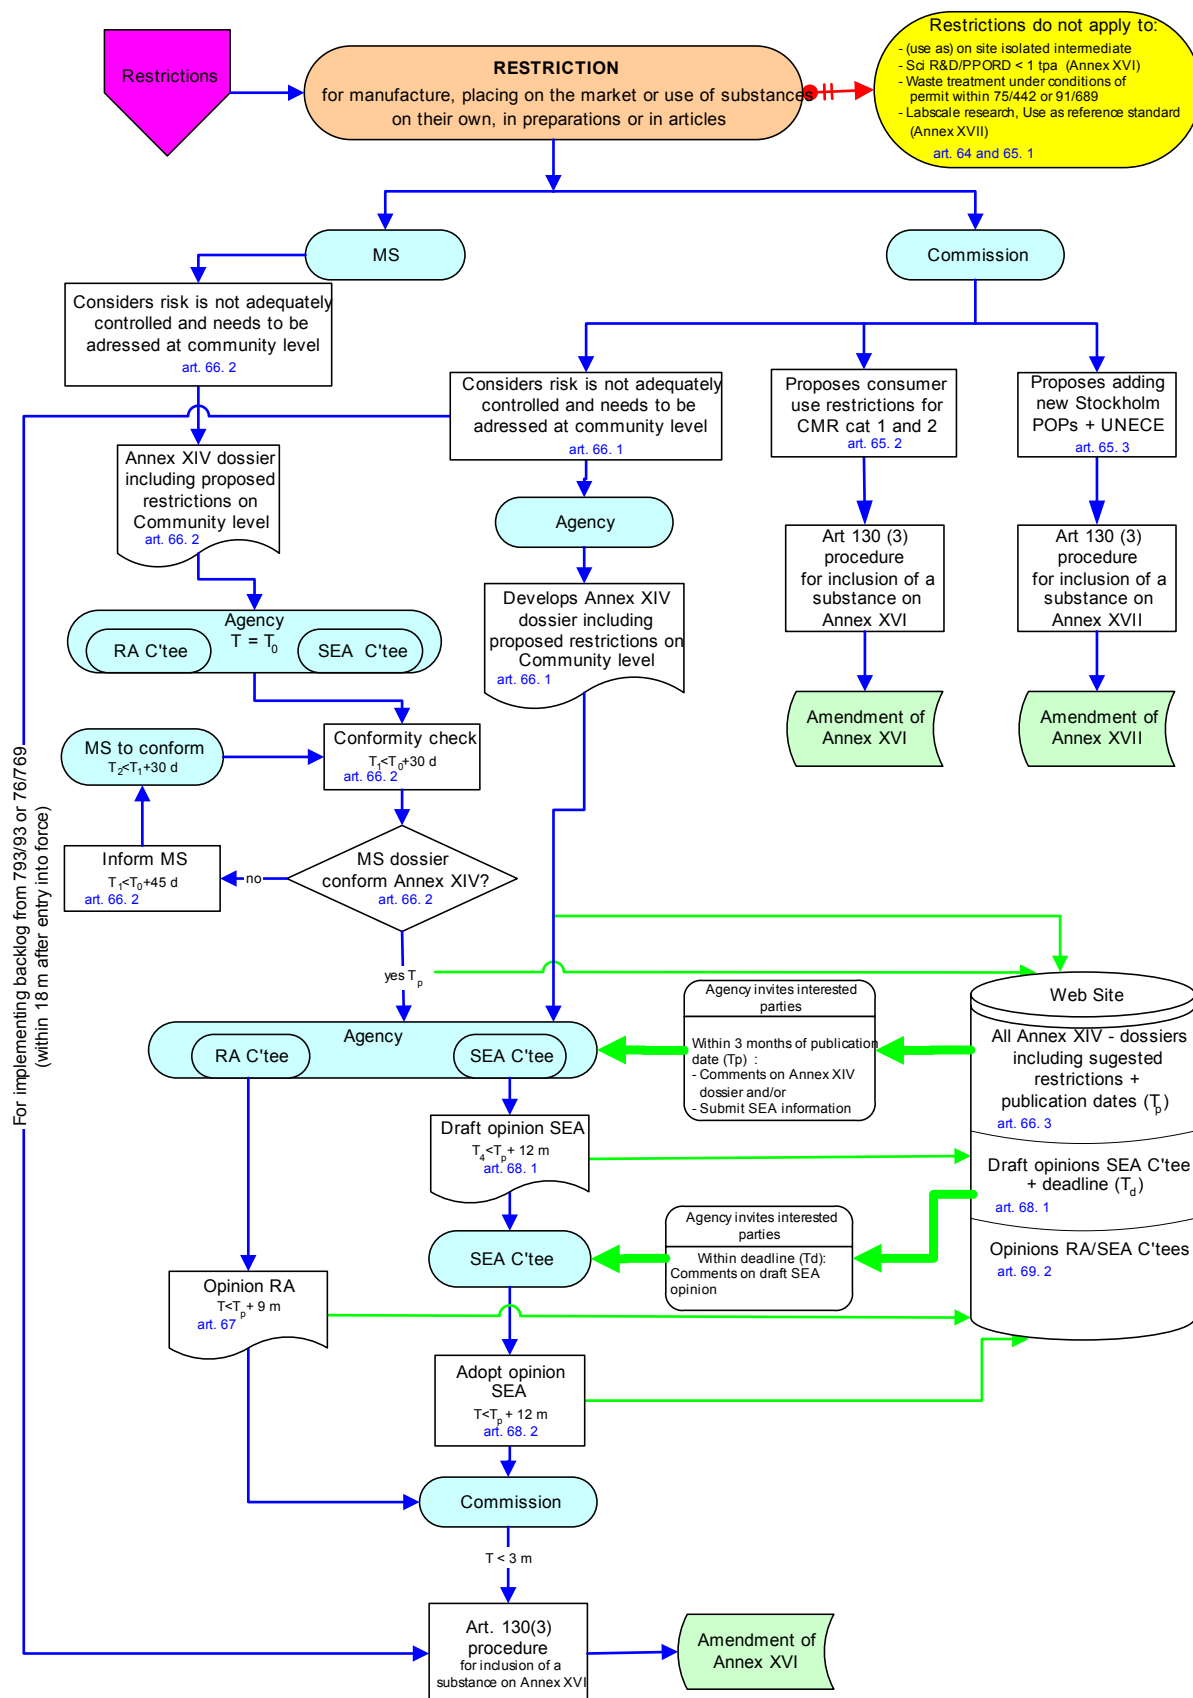 Restrictions
RESTRICTION
for manufacture, placing on the market or use of substances
on their own, in preparations or in articles
Restrictions do not apply to:
- (use as) on site isolated intermediate
- Sci R&D/PPORD < 1 tpa (Annex XVI)
- Waste treatment under conditions of
permit within 75/442 or 91/689
- Labscale research, Use as reference standard
(Annex XVII)
art. 64 and 65. 1
MS
Commission
Considers risk is not adequately
controlled and needs to be
adressed at community level
art. 66. 2
Considers risk is not adequately
controlled and needs to be
adressed at community level
art. 66. 1
Proposes consumer
use restrictions for
CMR cat 1 and 2
art. 65. 2
Proposes adding
new Stockholm
POPs + UNECE
art. 65. 3
Annex XIV dossier
including proposed
restrictions on
Community level
art. 66. 2
Agency
Art 130 (3)
procedure
for inclusion of a
substance on
Annex XVI
Art 130 (3)
procedure
for inclusion of a
substance on
Annex XVII
Develops Annex XIV
dossier including
proposed restrictions on
Community level
art. 66. 1
Agency
T = T0
RA C'tee
SEA C'tee
Amendment of
Annex XVI
Amendment of
Annex XVII
MS to conform
T2<T1+30 d
Conformity check
T1<T0+30 d
art. 66. 2
Inform MS
T1<T0+45 d
art. 66. 2
no
MS dossier
conform Annex XIV?
art. 66. 2
For implementing backlog from 793/93 or 76/769
(within 18 m after entry into force)
yes Tp
Agency
RA C'tee
SEA C'tee
Agency invites interested
parties
Within 3 months of publication
date (Tp) :
- Comments on Annex XIV
dossier and/or
- Submit SEA information
Web Site
All Annex XIV - dossiers
including sugested
restrictions +
publication dates (Tp)
art. 66. 3
Draft opinion SEA
T4<Tp + 12 m
art. 68. 1
Draft opinions SEA C'tee
+ deadline (Td)
art. 68. 1
SEA C'tee
Agency invites interested
parties
Within deadline (Td):
Comments on draft SEA
opinion
Opinions RA/SEA C'tees
art. 69. 2
Opinion RA
T<Tp + 9 m
art. 67
Adopt opinion
SEA
T<Tp + 12 m
art. 68. 2
Commission
T < 3 m
Art. 130(3)
procedure
for inclusion of a
substance on Annex XVI
Amendment of
Annex XVI